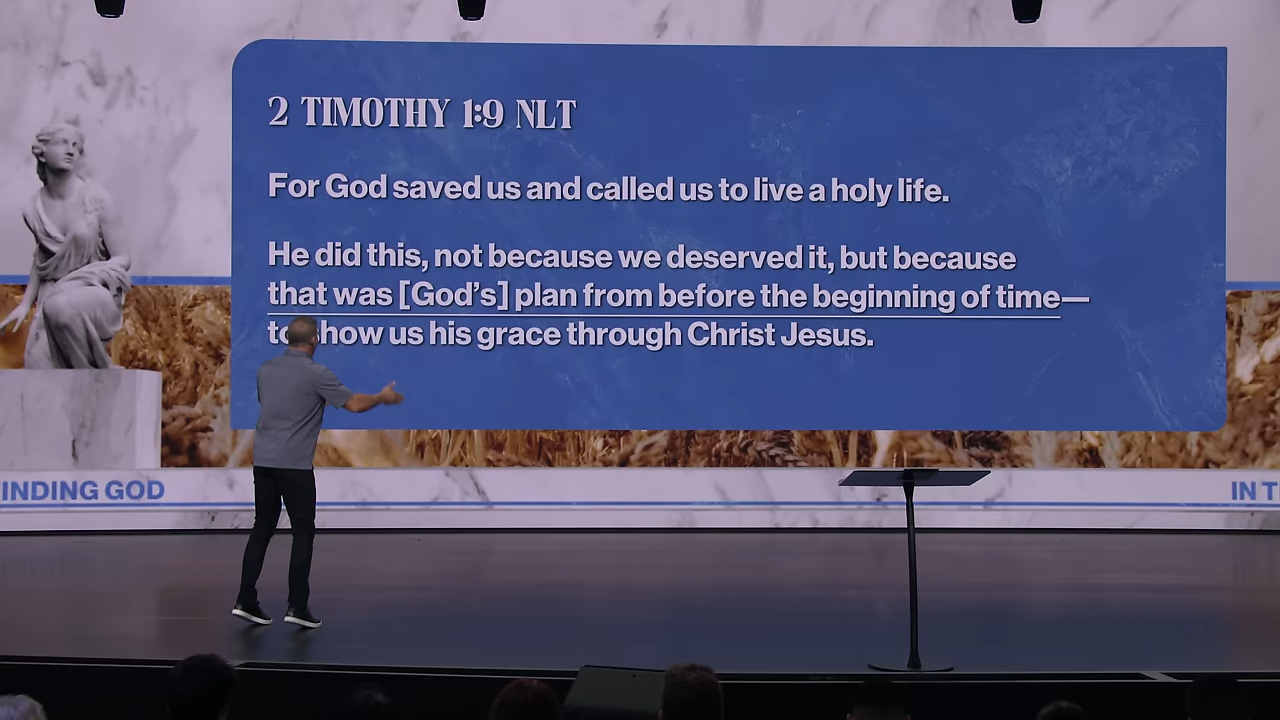 2 TIMOTHY 1:9 NLT
For God saved us and called us to live a holy life.
He did this, not because we deserved it, but because
that was [God's] plan from before the beginning of time—
to show us his grace through Christ Jesus.
INDING GOD
IN T